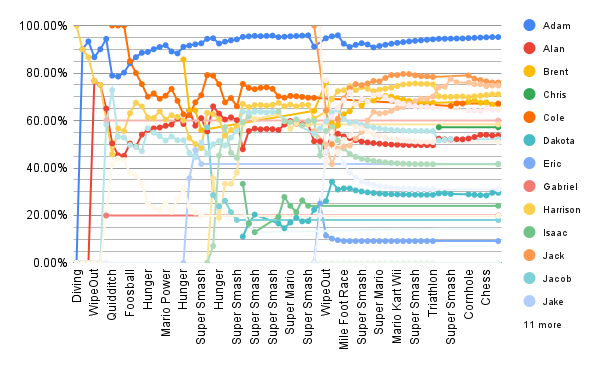 100.00%
80.00%
60.00%
40.00%
20.00%
0.00%
Diving
WipeOut
Quidditch
Foosball
Hunger
Mario Power
Hunger
Super Smash
Hunger
Super Smash
Super Smash
Super Smash
Super Mario
Super Smash
WipeOut
Mile Foot Race
Super Smash
Super Mario
Mario Kart Wii
Super Smash
Triathlon
Super Smash
Cornhole
Chess
Adam
Alan
Brent
Chris
Cole
Dakota
Eric
Gabriel
Harrison
Isaac
Jack
Jacob
Jake
11 more